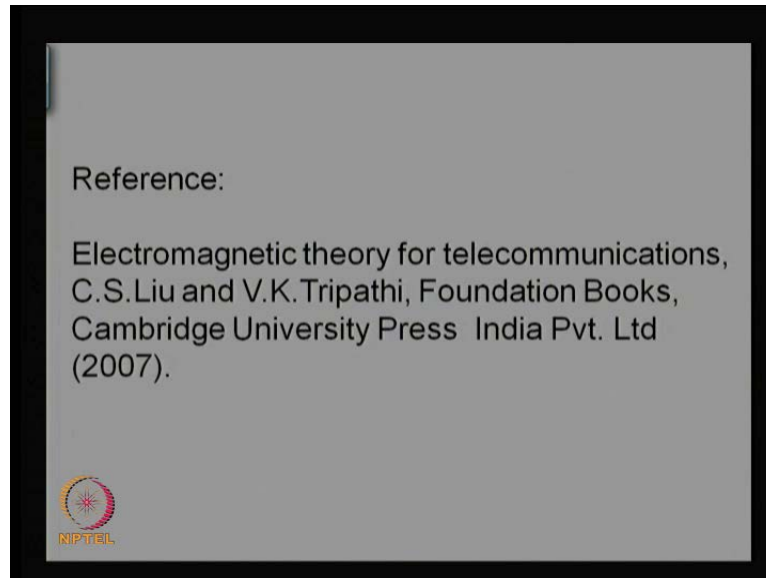 Reference:
Electromagnetic theory for telecommunications,
C.S.Liu and V.K.Tripathi, Foundation Books,
Cambridge University Press India Pvt. Ltd
(2007).
NPTEL